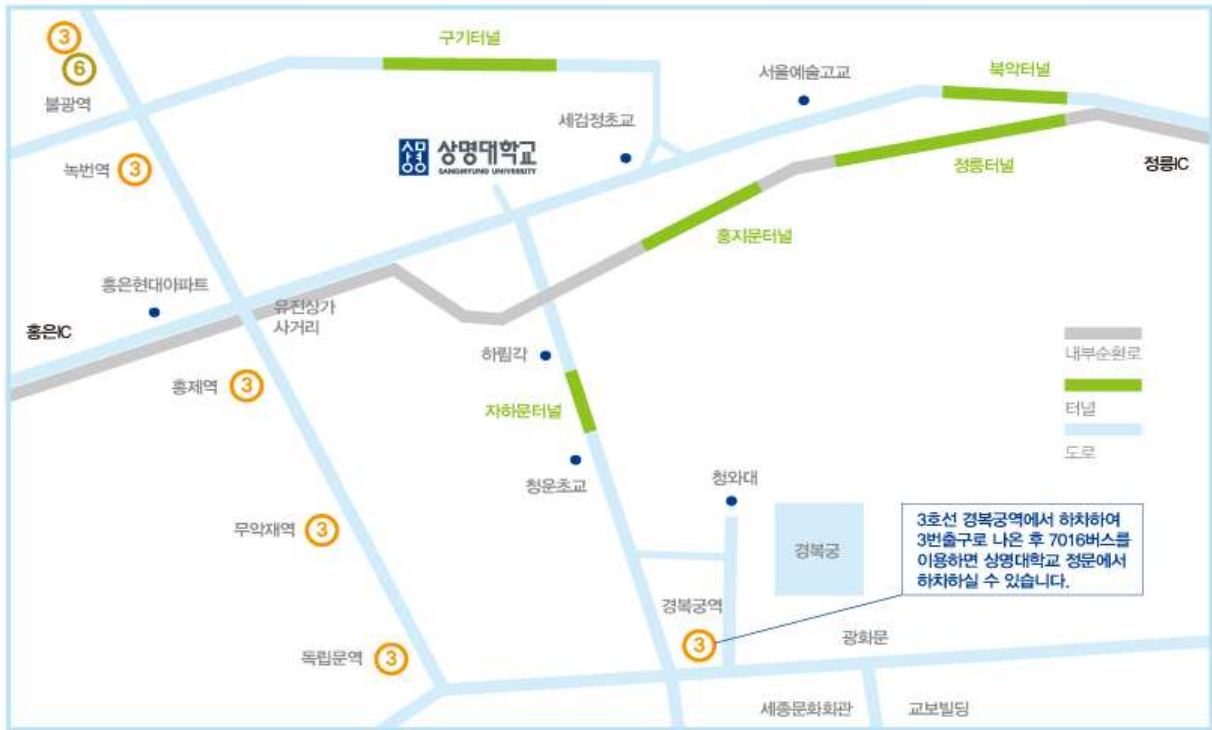 3
6
불광역
구기터널
서울예술고교
북악터널
세검정초교
녹번역 3
상명
상명대학교
SANGMYUNG UNIVERSITY
정릉터널
정릉IC
홍지문터널
홍은현대아파트
유진상가
사거리
홍은IC
하림각
내부순환로
홍제역 3
자하문터널
터널
도로
청운초교
청와대
3호선 경복궁역에서 하차하여
3번출구로 나온 후 7016버스를
이용하면 상명대학교 정문에서
하차하실 수 있습니다.
무악재역 3
경복궁
경복궁역
3
광화문
독립문역 3
세종문화회관
교보빌딩